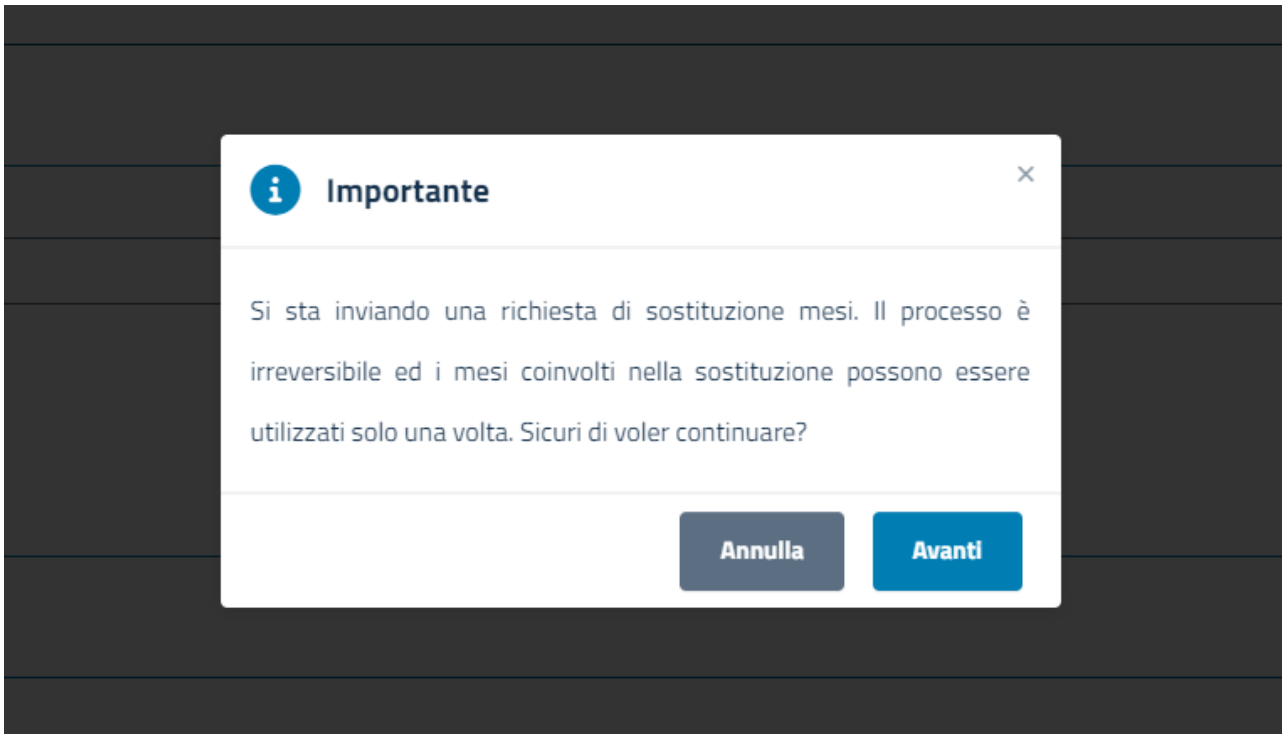 Importante
Si sta inviando una richiesta di sostituzione mesi. Il processo è
irreversibile ed i mesi coinvolti nella sostituzione possono essere
utilizzati solo una volta. Sicuri di voler continuare?
Annulla Avanti